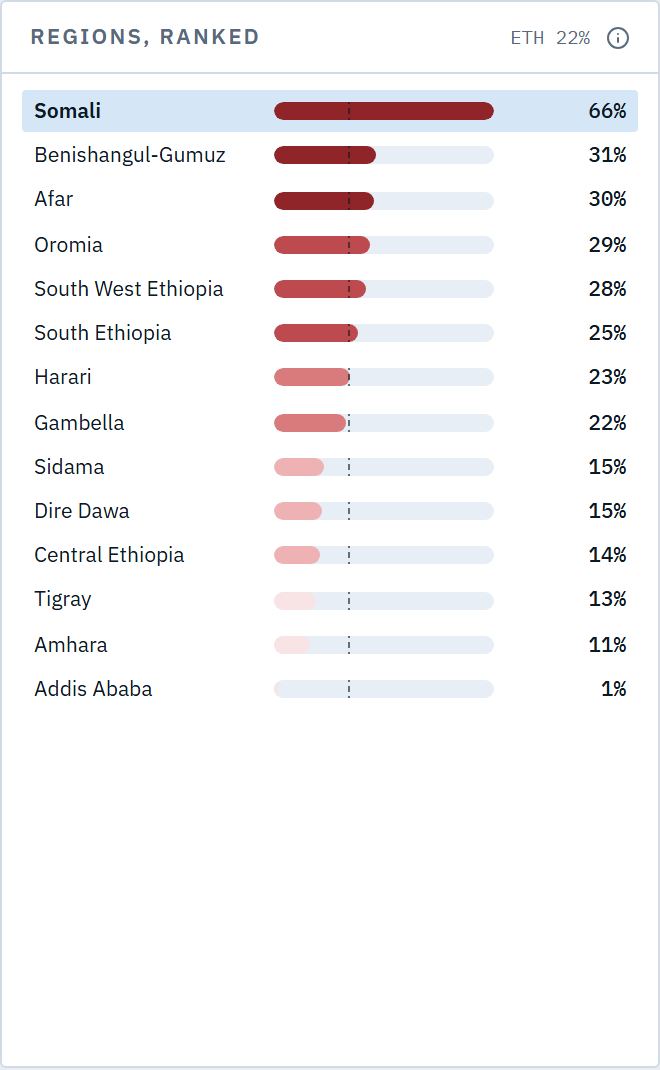 REGIONS, RANKED ETH 22%
Somali 66%
Benishangul-Gumuz 31%
Afar 30%
Oromia 29%
South West Ethiopia 28%
South Ethiopia 25%
Harari 23%
Gambella 22%
Sidama 15%
Dire Dawa 15%
Central Ethiopia 14%
Tigray 13%
Amhara 11%
Addis Ababa 1%